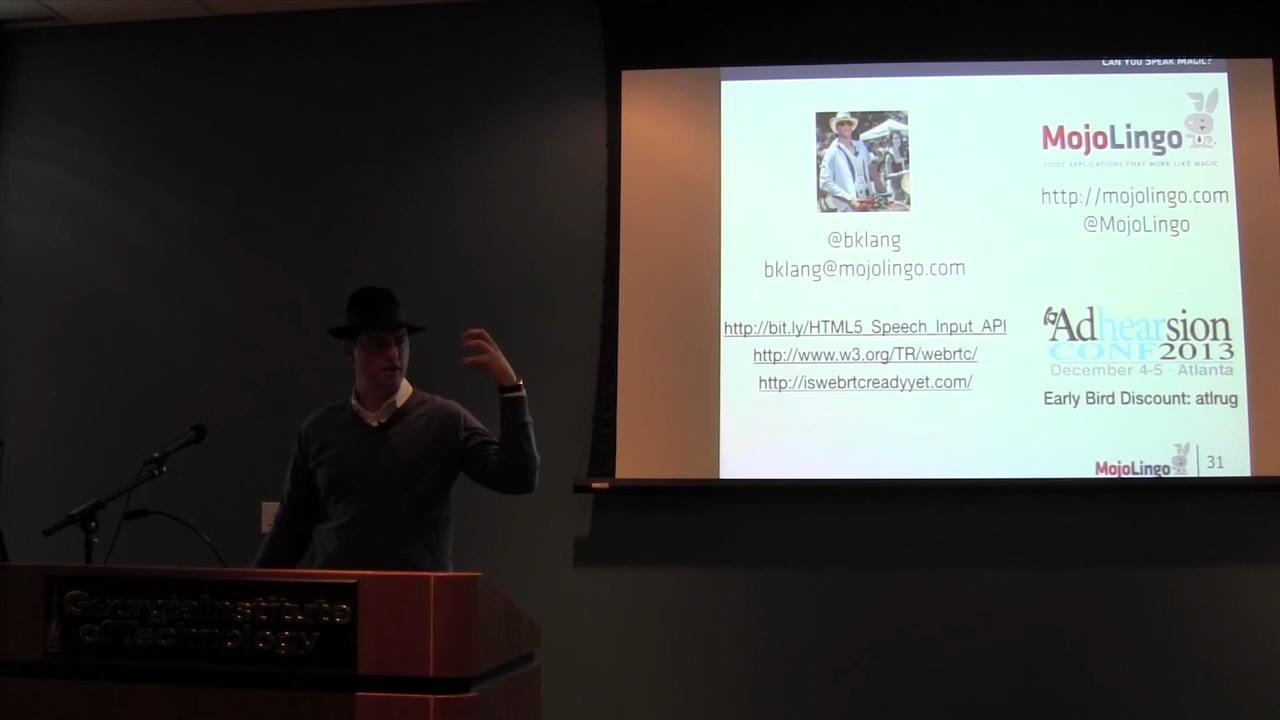 CAN YOU SPEAK MAGIC?
MojoLingo
VOICE APPLICATIONS THAT WORK LIKE MAGIC
http://mojolingo.com
@MojoLingo
@bklang
bklang@mojolingo.com
http://bit.ly/HTML5_Speech_Input_API
http://www.w3.org/TR/webrtc/
http://iswebrtcreadyyet.com/
Adhearsion
CONF 2013
December 4-5 · Atlanta
Early Bird Discount: atlrug
MojoLingo
31
Georgia Institute
of Technology